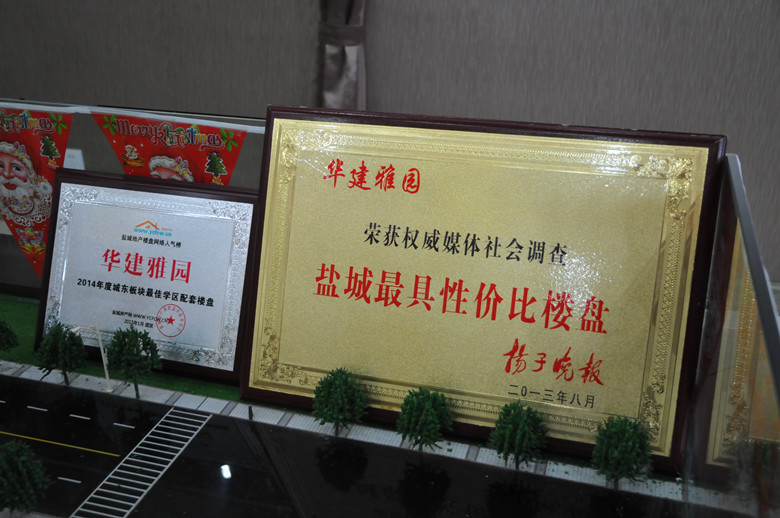 Merry Christmas
华建雅园
荣获权威媒体社会调查
盐城最具性价比楼盘
扬子晚报
二〇一三年八月
盐城地产楼盘网络人气榜
华建雅园
2014年度城东板块最佳学区配套楼盘